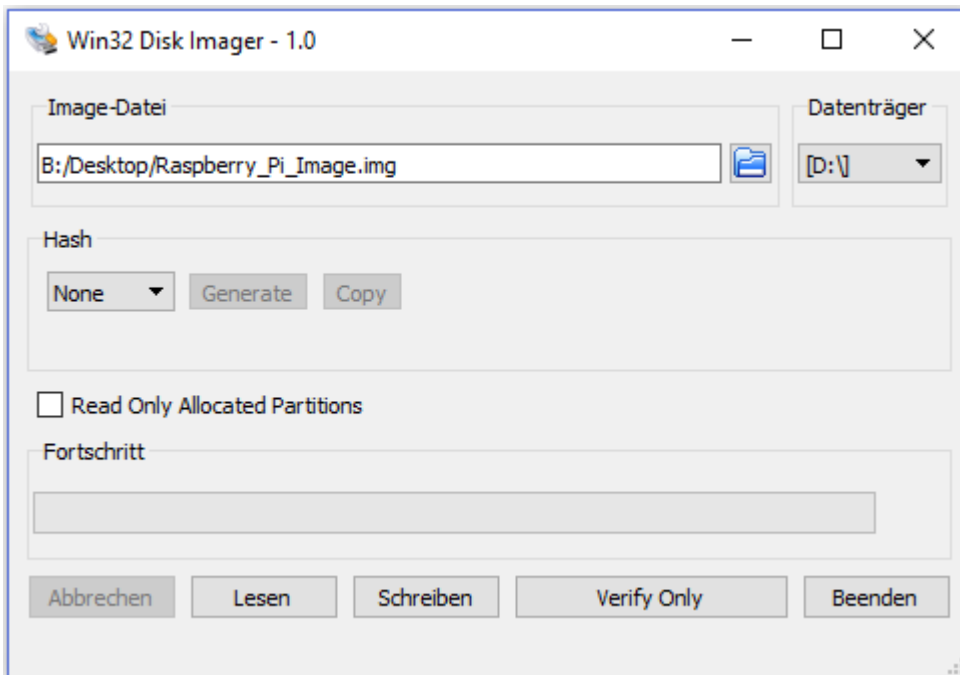 Win32 Disk Imager - 1.0
Image-Datei
Datenträger
B:/Desktop/Raspberry_Pi_Image.img
[D:\]
Hash
None
Generate
Copy
Read Only Allocated Partitions
Fortschritt
Abbrechen
Lesen
Schreiben
Verify Only
Beenden